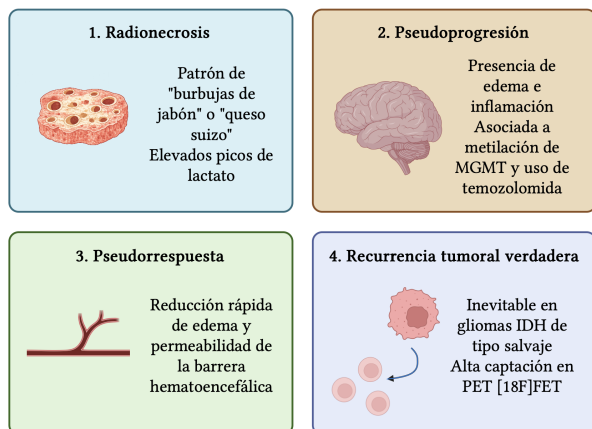 1. Radionecrosis
Patrón de
"burbujas de
jabón" o "queso
suizo"
Elevados picos de
lactato
2. Pseudoprogresión
Presencia de
edema e
inflamación
Asociada a
metilación de
MGMT y uso de
temozolomida
3. Pseudorrespuesta
Reducción rápida
de edema y
permeabilidad de
la barrera
hematoencefálica
4. Recurrencia tumoral verdadera
Inevitable en
gliomas IDH de
tipo salvaje
Alta captación en
PET [18F]FET